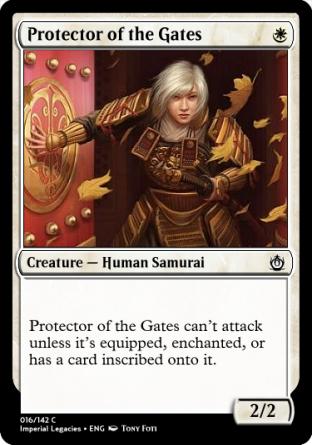 Protector of the Gates
Creature — Human Samurai
Protector of the Gates can't attack
unless it's equipped, enchanted, or
has a card inscribed onto it.
2/2
016/142 C
Imperial Legacies • ENG Tony Foti